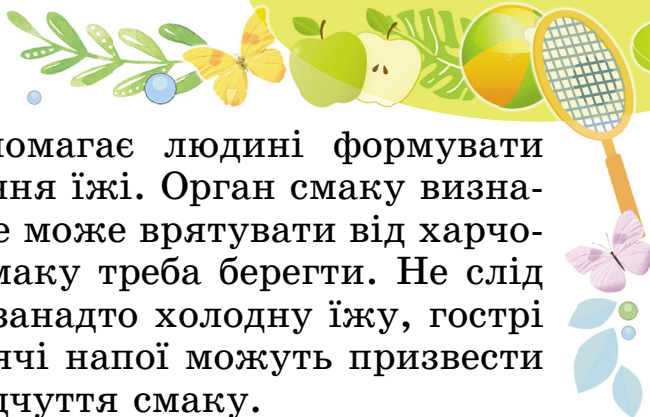 помагає людині формувати
ння їжі. Орган смаку визна-
е може врятувати від харчо-
маку треба берегти. Не слід
занадто холодну їжу, гострі
ячі напої можуть призвести
дчуття смаку.